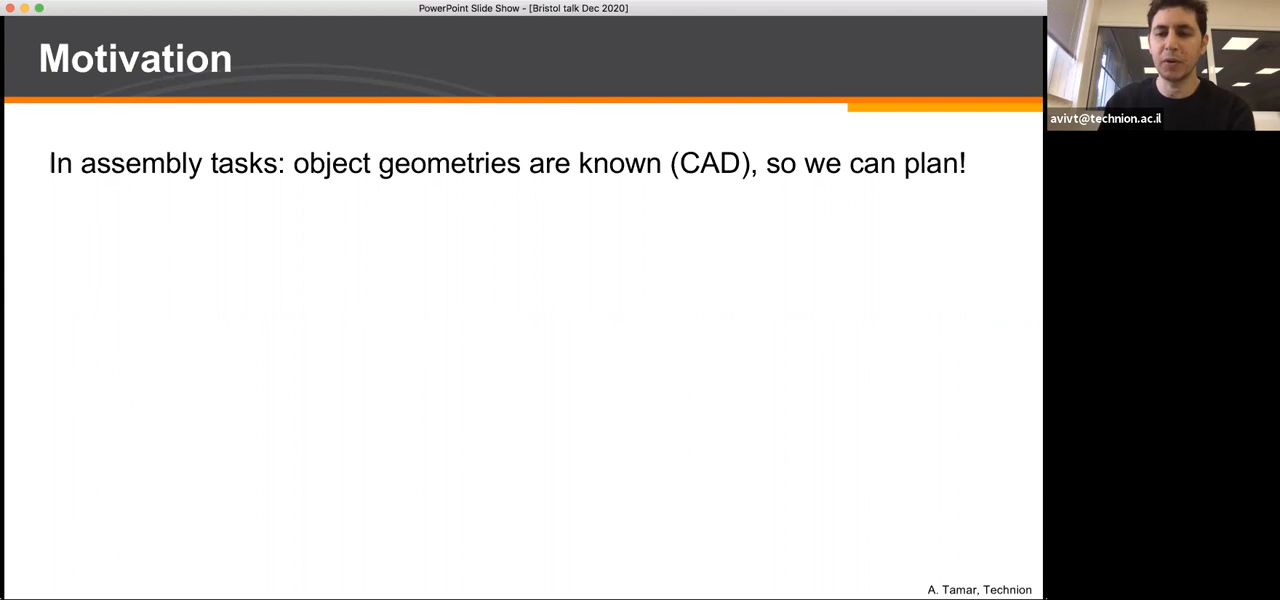 PowerPoint Slide Show - [Bristol talk Dec 2020]
Motivation
avivt@technion.ac.il
In assembly tasks: object geometries are known (CAD), so we can plan!
A. Tamar, Technion